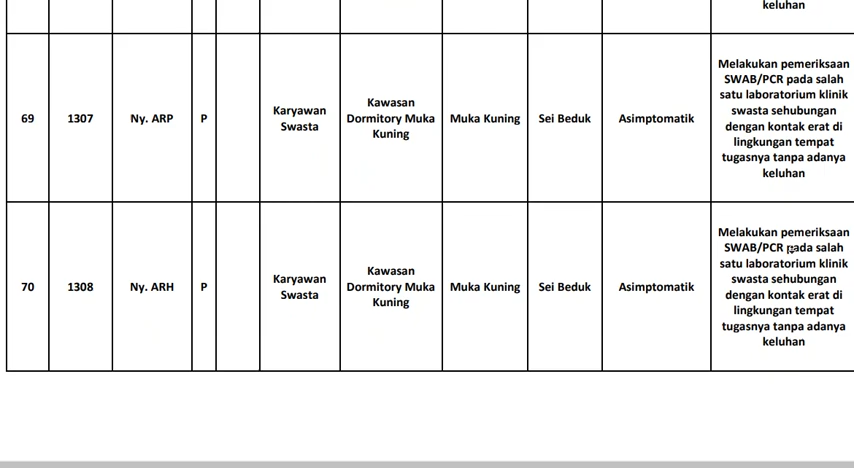 keluhan
69 1307 Ny. ARP P Karyawan Swasta Kawasan Dormitory Muka Kuning Muka Kuning Sei Beduk Asimptomatik
Melakukan pemeriksaan
SWAB/PCR pada salah
satu laboratorium klinik
swasta sehubungan
dengan kontak erat di
lingkungan tempat
tugasnya tanpa adanya
keluhan
70 1308 Ny. ARH P Karyawan Swasta Kawasan Dormitory Muka Kuning Muka Kuning Sei Beduk Asimptomatik
Melakukan pemeriksaan
SWAB/PCR pada salah
satu laboratorium klinik
swasta sehubungan
dengan kontak erat di
lingkungan tempat
tugasnya tanpa adanya
keluhan